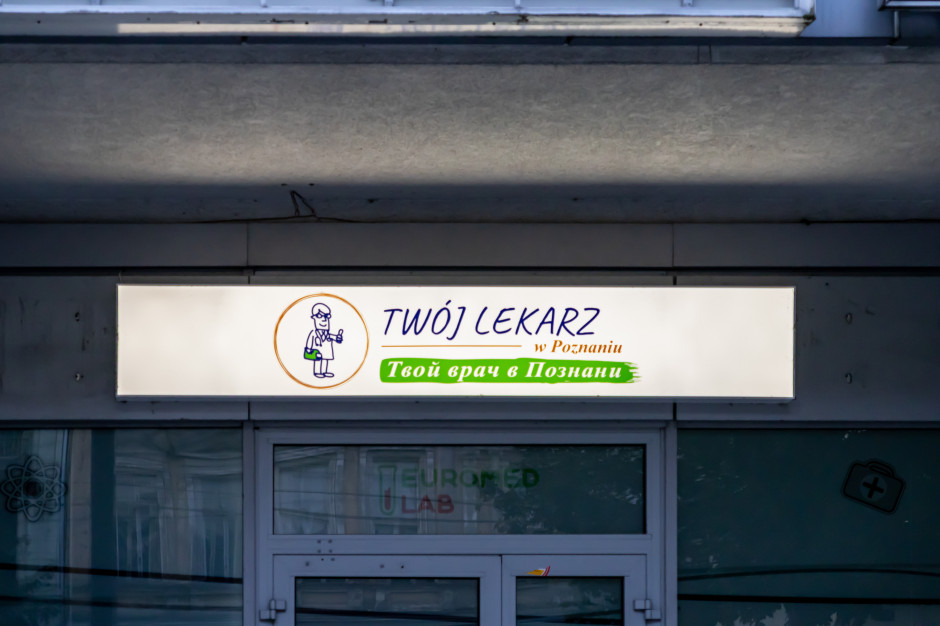 TWÓJ LEKARZ
w Poznaniu
Твой врач в Познани
EUROMED
LAB